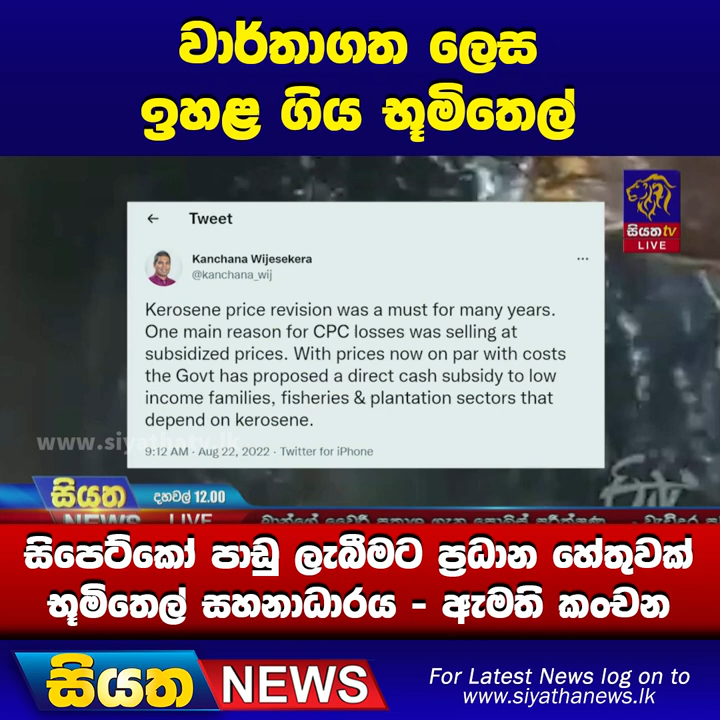 වාර්තාගත ලෙස
ඉහළ ගිය භූමිතෙල්
සියත tv
LIVE
← Tweet
Kanchana Wijesekera
@kanchana_wij
Kerosene price revision was a must for many years.
One main reason for CPC losses was selling at
subsidized prices. With prices now on par with costs
the Govt has proposed a direct cash subsidy to low
income families, fisheries & plantation sectors that
depend on kerosene.
www.siyathatv.lk
9:12 AM · Aug 22, 2022 · Twitter for iPhone
සියත දහවල් 12.00
NEWS LIVE
සිපෙට්කෝ පාඩු ලැබීමට ප්‍රධාන හේතුවක්
භූමිතෙල් සහනාධාරය - ඇමති කංචන
සියත NEWS
For Latest News log on to
www.siyathanews.lk